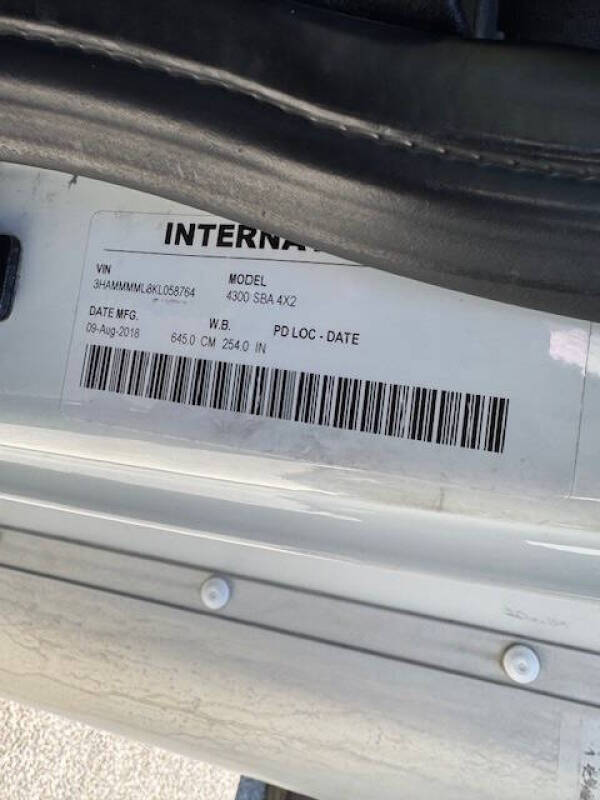 INTERNA
VIN MODEL
3HAMMMML8KL058764 4300 SBA 4X2
DATE MFG. W.B. PD LOC - DATE
09-Aug-2018 645.0 CM 254.0 IN